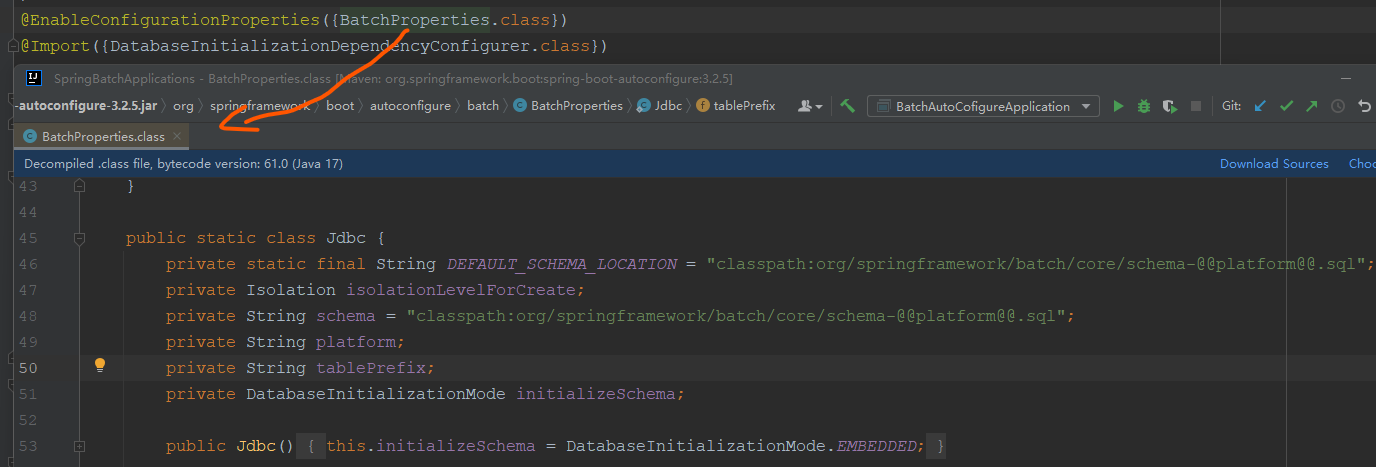 @EnableConfigurationProperties({BatchProperties.class})
@Import({DatabaseInitializationDependencyConfigurer.class})
SpringBatchApplications - BatchProperties.class [Maven: org.springframework.boot:spring-boot-autoconfigure:3.2.5]
-autoconfigure-3.2.5.jar org springframework boot autoconfigure batch BatchProperties Jdbc tablePrefix BatchAutoCofigureApplication Git:
BatchProperties.class
Decompiled .class file, bytecode version: 61.0 (Java 17) Download Sources Choo
43 }
44
45 public static class Jdbc {
46 private static final String DEFAULT_SCHEMA_LOCATION = "classpath:org/springframework/batch/core/schema-@@platform@@.sql";
47 private Isolation isolationLevelForCreate;
48 private String schema = "classpath:org/springframework/batch/core/schema-@@platform@@.sql";
49 private String platform;
50 private String tablePrefix;
51 private DatabaseInitializationMode initializeSchema;
52
53 public Jdbc() { this.initializeSchema = DatabaseInitializationMode.EMBEDDED; }